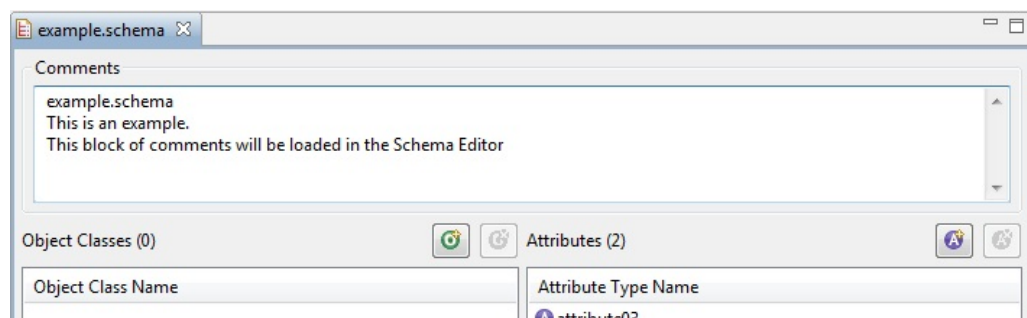 example.schema
Comments
example.schema
This is an example.
This block of comments will be loaded in the Schema Editor
Object Classes (0)
Attributes (2)
Object Class Name
Attribute Type Name